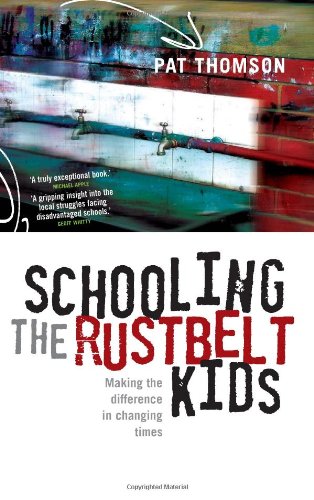 PAT THOMSON
'A truly exceptional book.'
MICHAEL APPLE
'A gripping insight into the
local struggles facing
disadvantaged schools.'
GEOFF WHITTY
SCHOOLING
THE RUSTBELT
KIDS
Making the
difference
in changing
times
Copyrighted Material